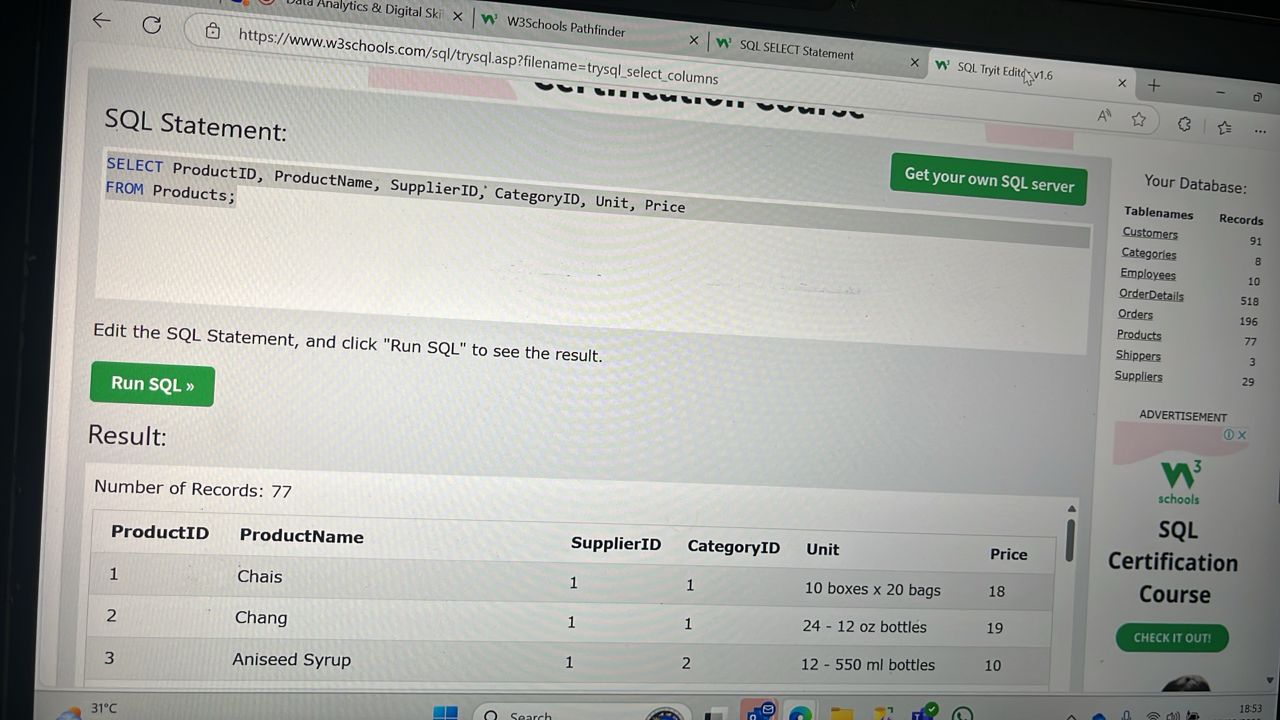 Data Analytics & Digital Ski
W3Schools Pathfinder
SQL SELECT Statement
SQL Tryit Editor v1.6
https://www.w3schools.com/sql/trysql.asp?filename=trysql_select_columns
Certification Course
SQL Statement:
Get your own SQL server
SELECT ProductID, ProductName, SupplierID, CategoryID, Unit, Price
FROM Products;
Edit the SQL Statement, and click "Run SQL" to see the result.
Run SQL »
Result:
Number of Records: 77
ProductID ProductName SupplierID CategoryID Unit Price
1 Chais 1 1 10 boxes x 20 bags 18
2 Chang 1 1 24 - 12 oz bottles 19
3 Aniseed Syrup 1 2 12 - 550 ml bottles 10
Your Database:
Tablenames Records
Customers 91
Categories 8
Employees 10
OrderDetails 518
Orders 196
Products 77
Shippers 3
Suppliers 29
ADVERTISEMENT
W3
schools
SQL
Certification
Course
CHECK IT OUT!
31°C
Search
18:53